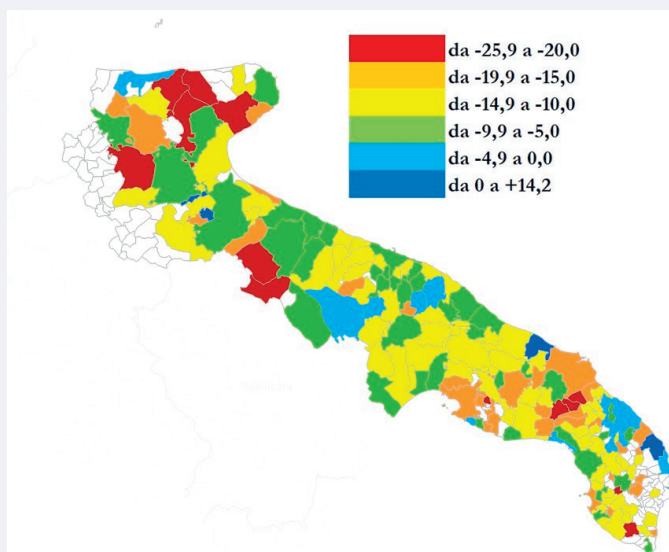 da -25,9 a -20,0
da -19,9 a -15,0
da -14,9 a -10,0
da -9,9 a -5,0
da -4,9 a 0,0
da 0 a +14,2